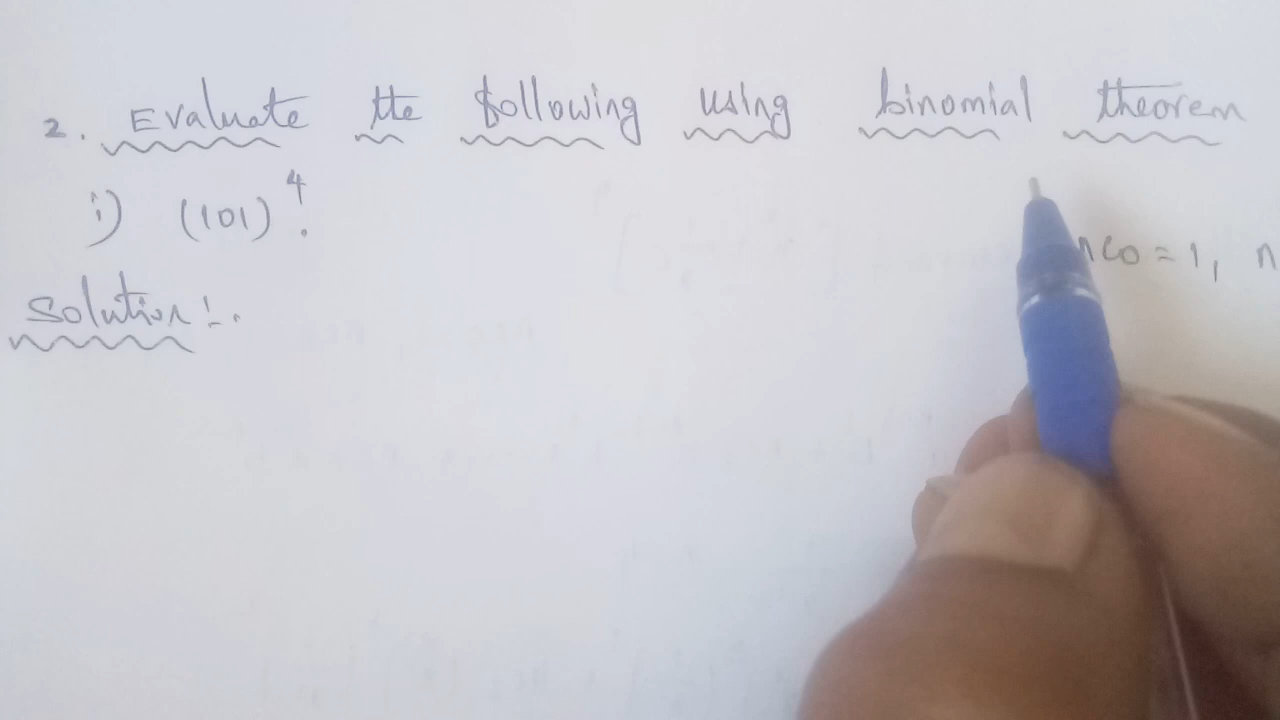 2. Evaluate the following using binomial theorem
i) (101)⁴.
nC0 = 1, n
Solution:-